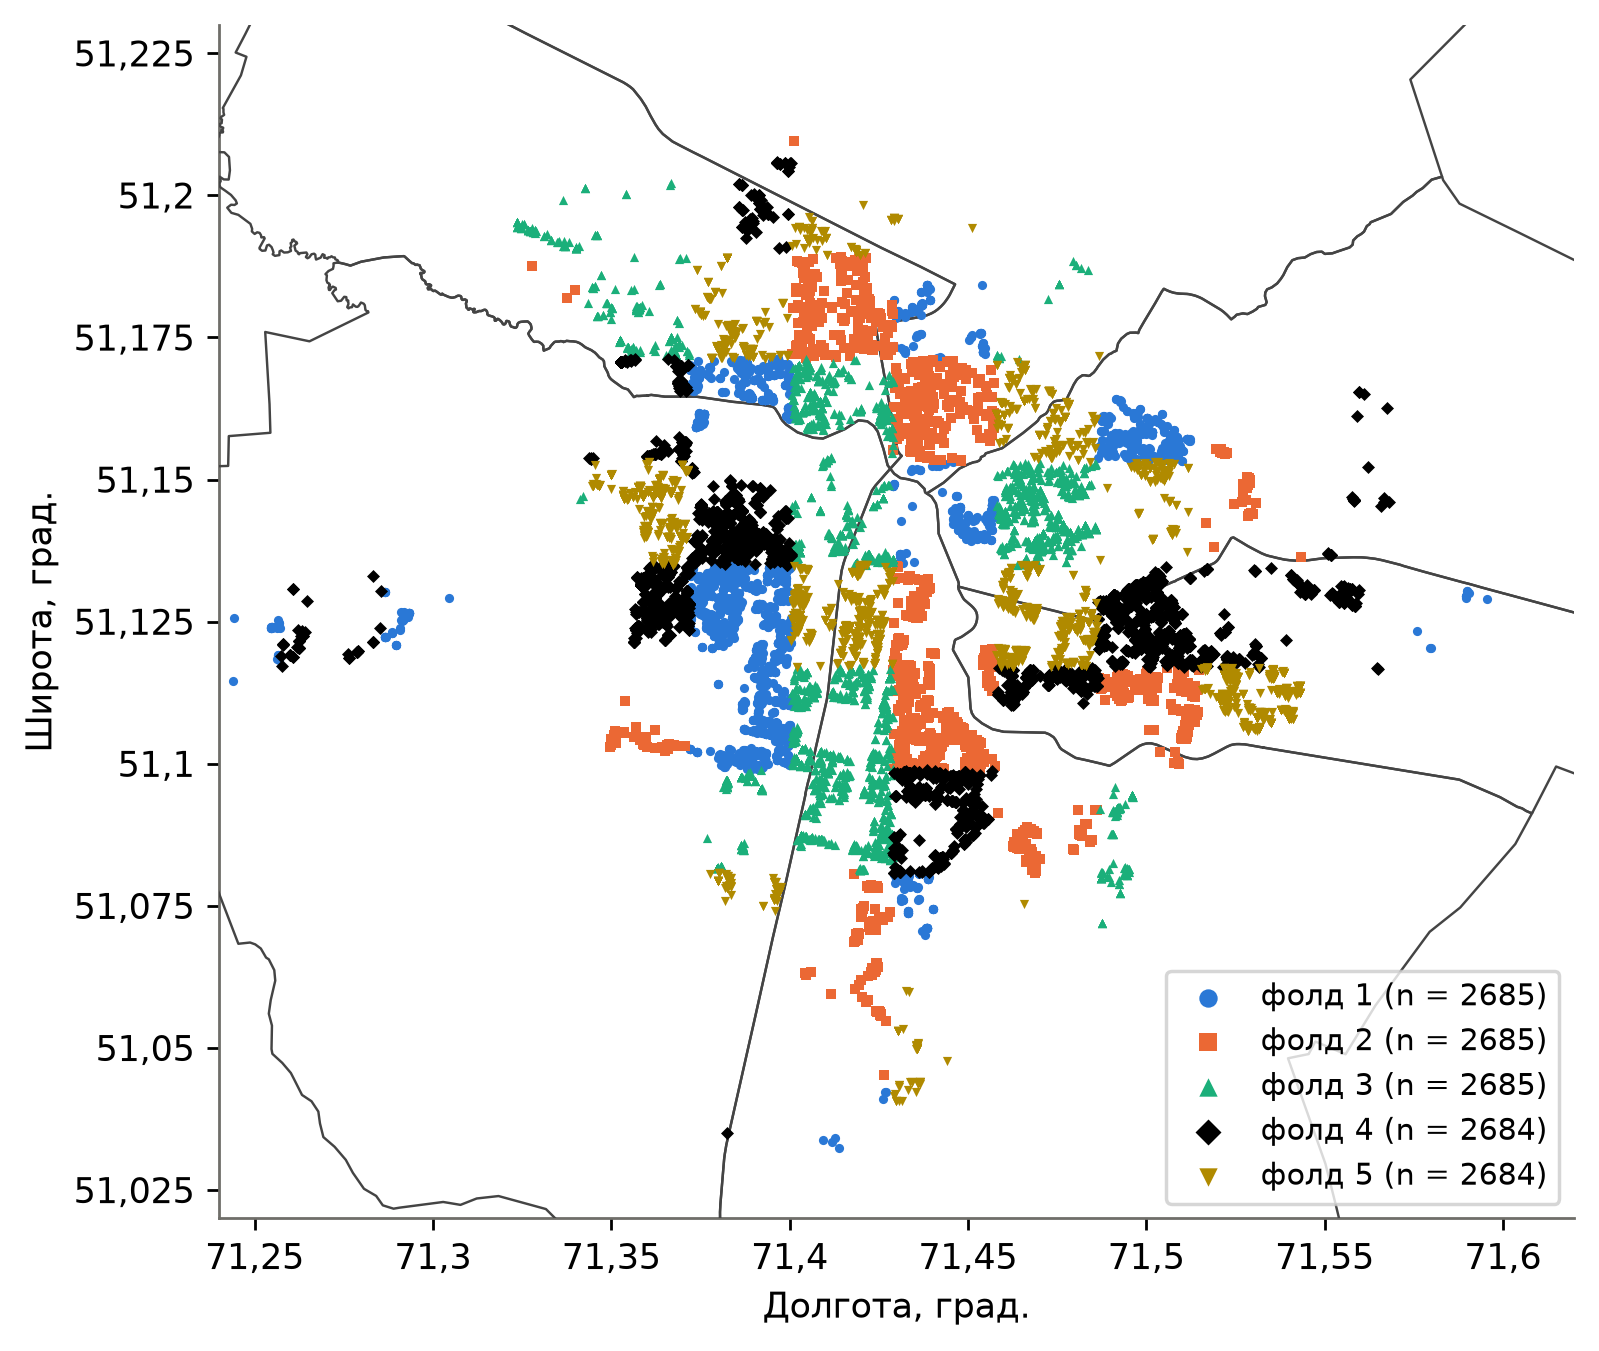 51,225
51,2
51,175
51,15
51,125
51,1
51,075
51,05
51,025
Широта, град.
71,25
71,3
71,35
71,4
71,45
71,5
71,55
71,6
Долгота, град.
фолд 1 (n = 2685)
фолд 2 (n = 2685)
фолд 3 (n = 2685)
фолд 4 (n = 2684)
фолд 5 (n = 2684)